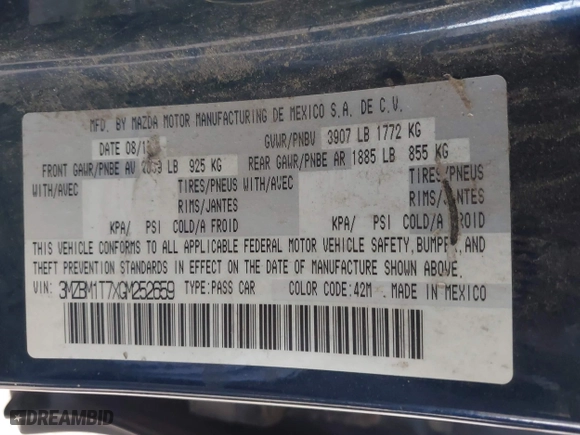 MFD. BY MAZDA MOTOR MANUFACTURING DE MEXICO S.A. DE C.V.
DATE 08/1 GVWR/PNBV 3907 LB 1772 KG
FRONT GAWR/PNBE AV LB 925 KG REAR GAWR/PNBE AR 1885 LB 855 KG
WITH/AVEC TIRES/PNEUS WITH/AVEC TIRES/PNEUS
RIMS/JANTES RIMS/JANTES
KPA/ PSI COLD/A FROID KPA/ PSI COLD/A FROID
THIS VEHICLE CONFORMS TO ALL APPLICABLE FEDERAL MOTOR VEHICLE SAFETY, BUMPER, AND
THEFT PREVENTION STANDARDS IN EFFECT ON THE DATE OF MANUFACTURE SHOWN ABOVE.
VIN: 3MZBM1T7XGM252659 TYPE:PASS CAR COLOR CODE:42M MADE IN MEXICO
DREAMBID